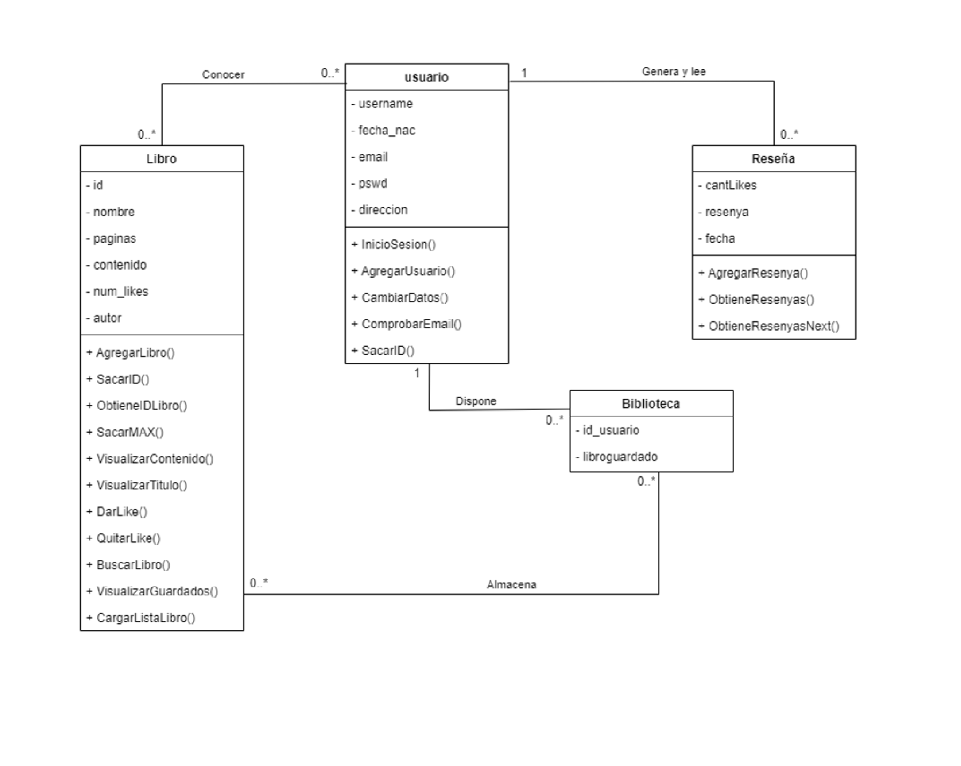 Conocer
0..*
0..*
usuario
- username
- fecha_nac
- email
- pswd
- direccion
+ InicioSesion()
+ AgregarUsuario()
+ CambiarDatos()
+ ComprobarEmail()
+ SacarID()
1
Genera y lee
0..*
Libro
- id
- nombre
- paginas
- contenido
- num_likes
- autor
+ AgregarLibro()
+ SacarID()
+ ObtieneIDLibro()
+ SacarMAX()
+ VisualizarContenido()
+ VisualizarTitulo()
+ DarLike()
+ QuitarLike()
+ BuscarLibro()
+ VisualizarGuardados()
+ CargarListaLibro()
Reseña
- cantLikes
- resenya
- fecha
+ AgregarResenya()
+ ObtieneResenyas()
+ ObtieneResenyasNext()
1
Dispone
0..*
Biblioteca
- id_usuario
- libroguardado
0..*
0..*
Almacena